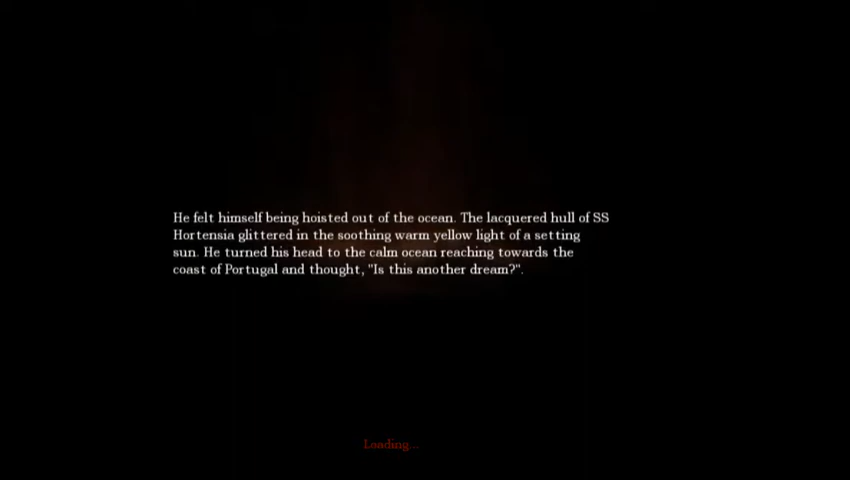 He felt himself being hoisted out of the ocean. The lacquered hull of SS
Hortensia glittered in the soothing warm yellow light of a setting
sun. He turned his head to the calm ocean reaching towards the
coast of Portugal and thought, "Is this another dream?".
Loading...